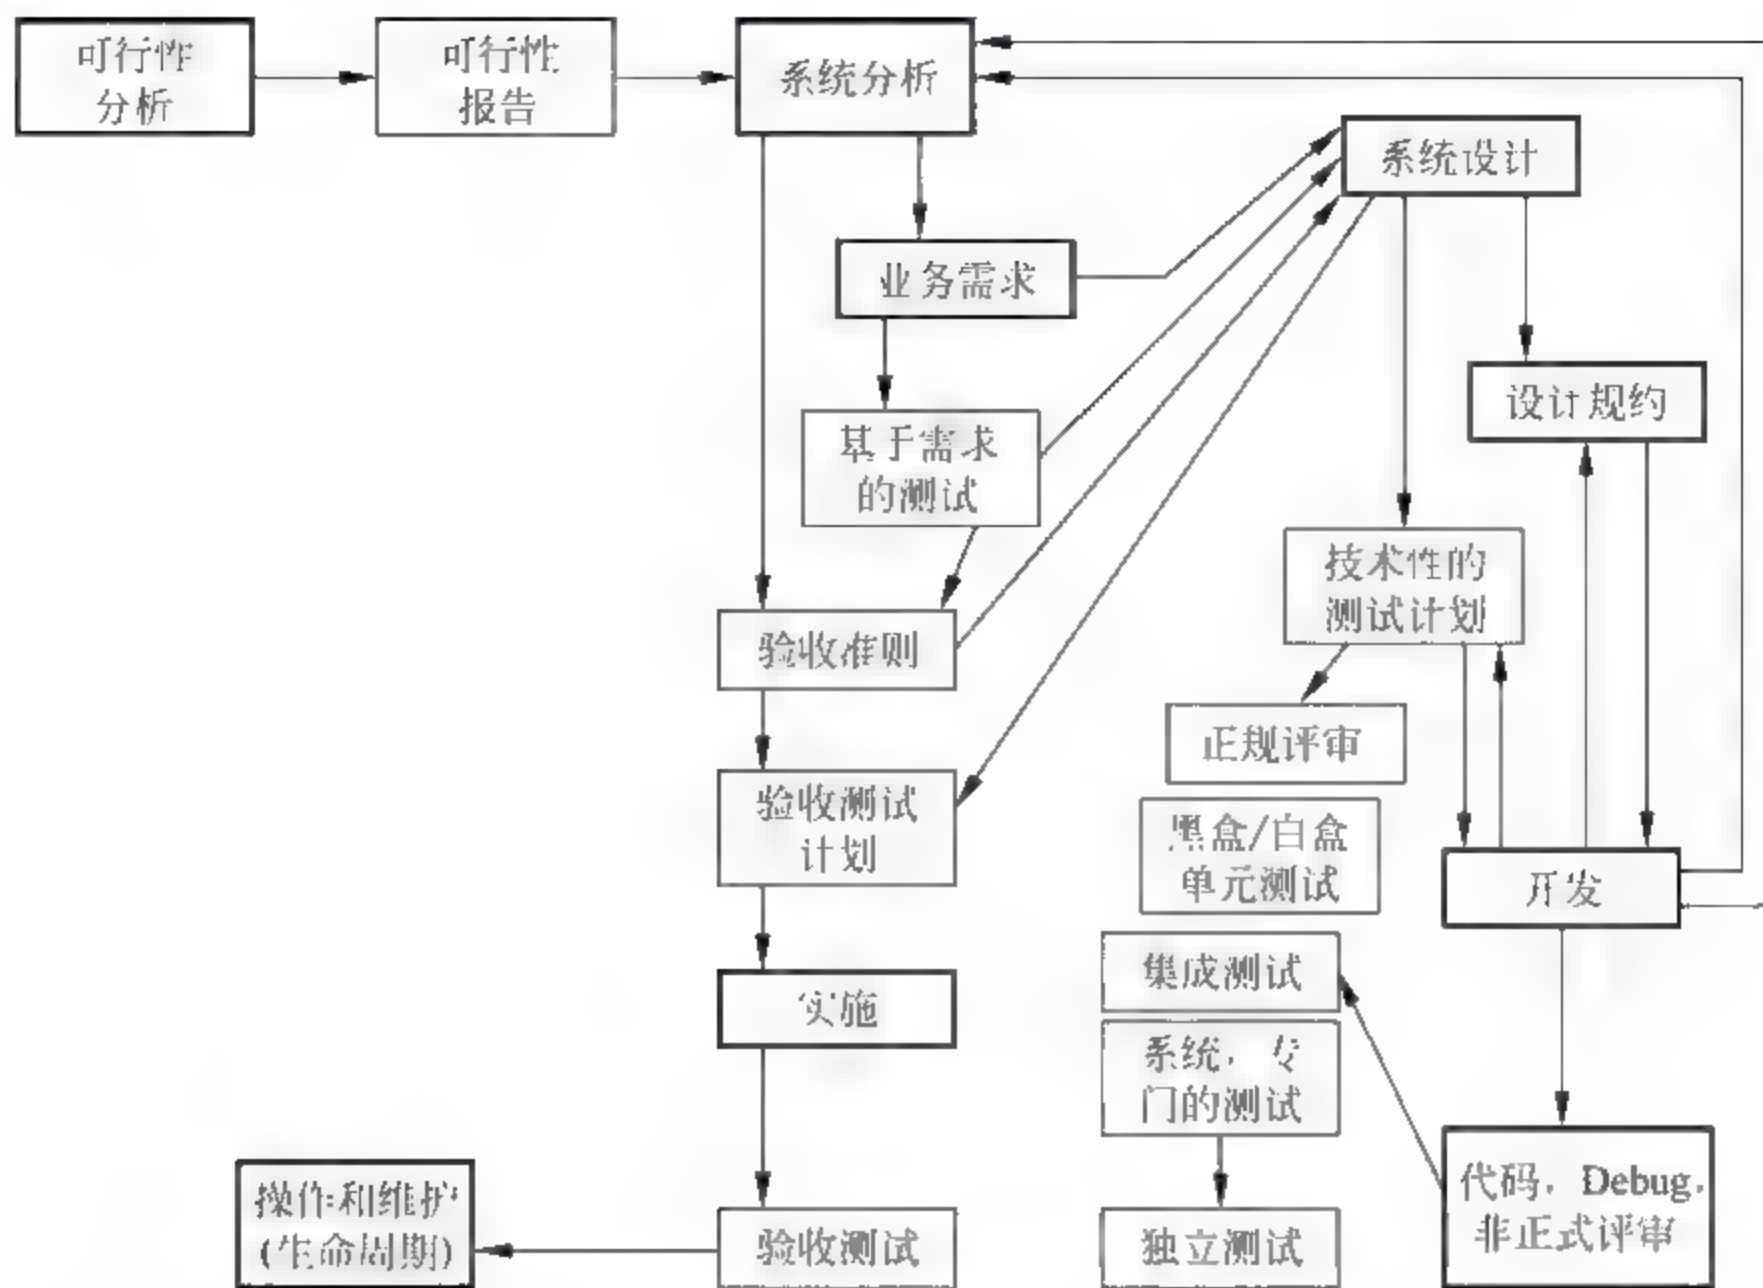 可行性
分析
可行性
报告
系统分析
系统设计
业务需求
设计规约
基于需求
的测试
技术性的
测试计划
验收准则
正规评审
验收测试
计划
黑盒/白盒
单元测试
开发
集成测试
实施
系统，专
门的测试
代码，Debug，
非正式评审
操作和维护
(生命周期)
验收测试
独立测试